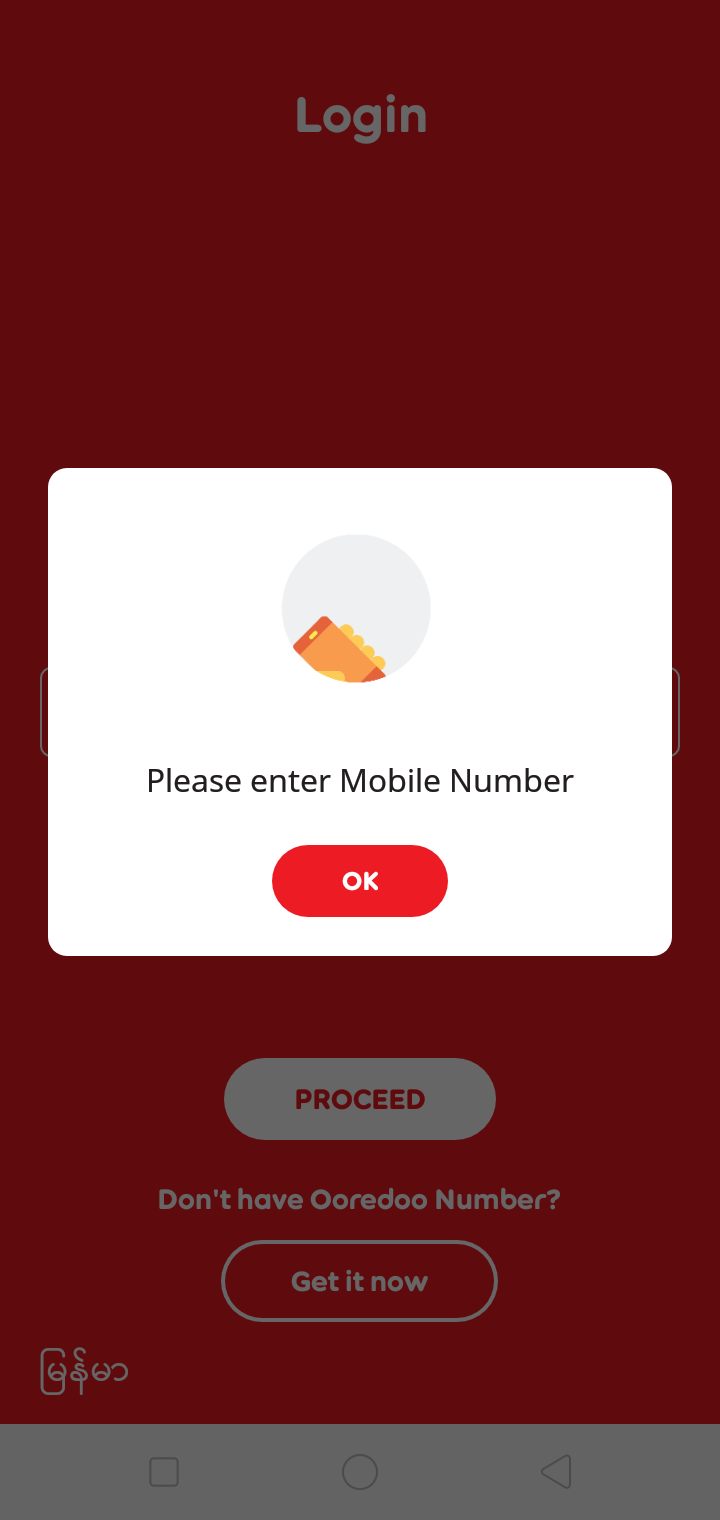 Login
Please enter Mobile Number
OK
PROCEED
Don't have Ooredoo Number?
Get it now
မြန်မာ